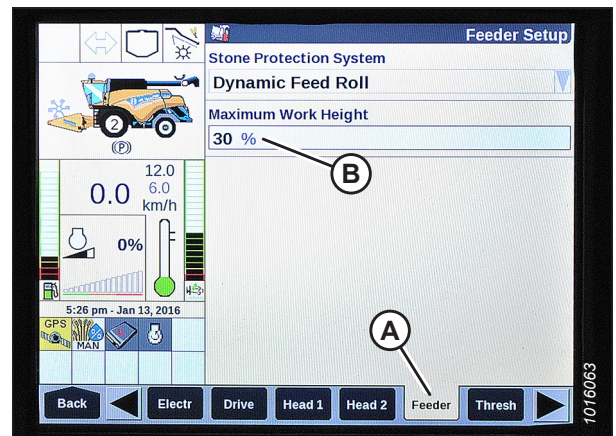 Feeder Setup
Stone Protection System
Dynamic Feed Roll
Maximum Work Height
30 %
B
2
(P)
12.0
0.0 6.0
km/h
0%
5:26 pm - Jan 13, 2016
GPS
MAN
%
A
Back Electr Drive Head 1 Head 2 Feeder Thresh
1016063